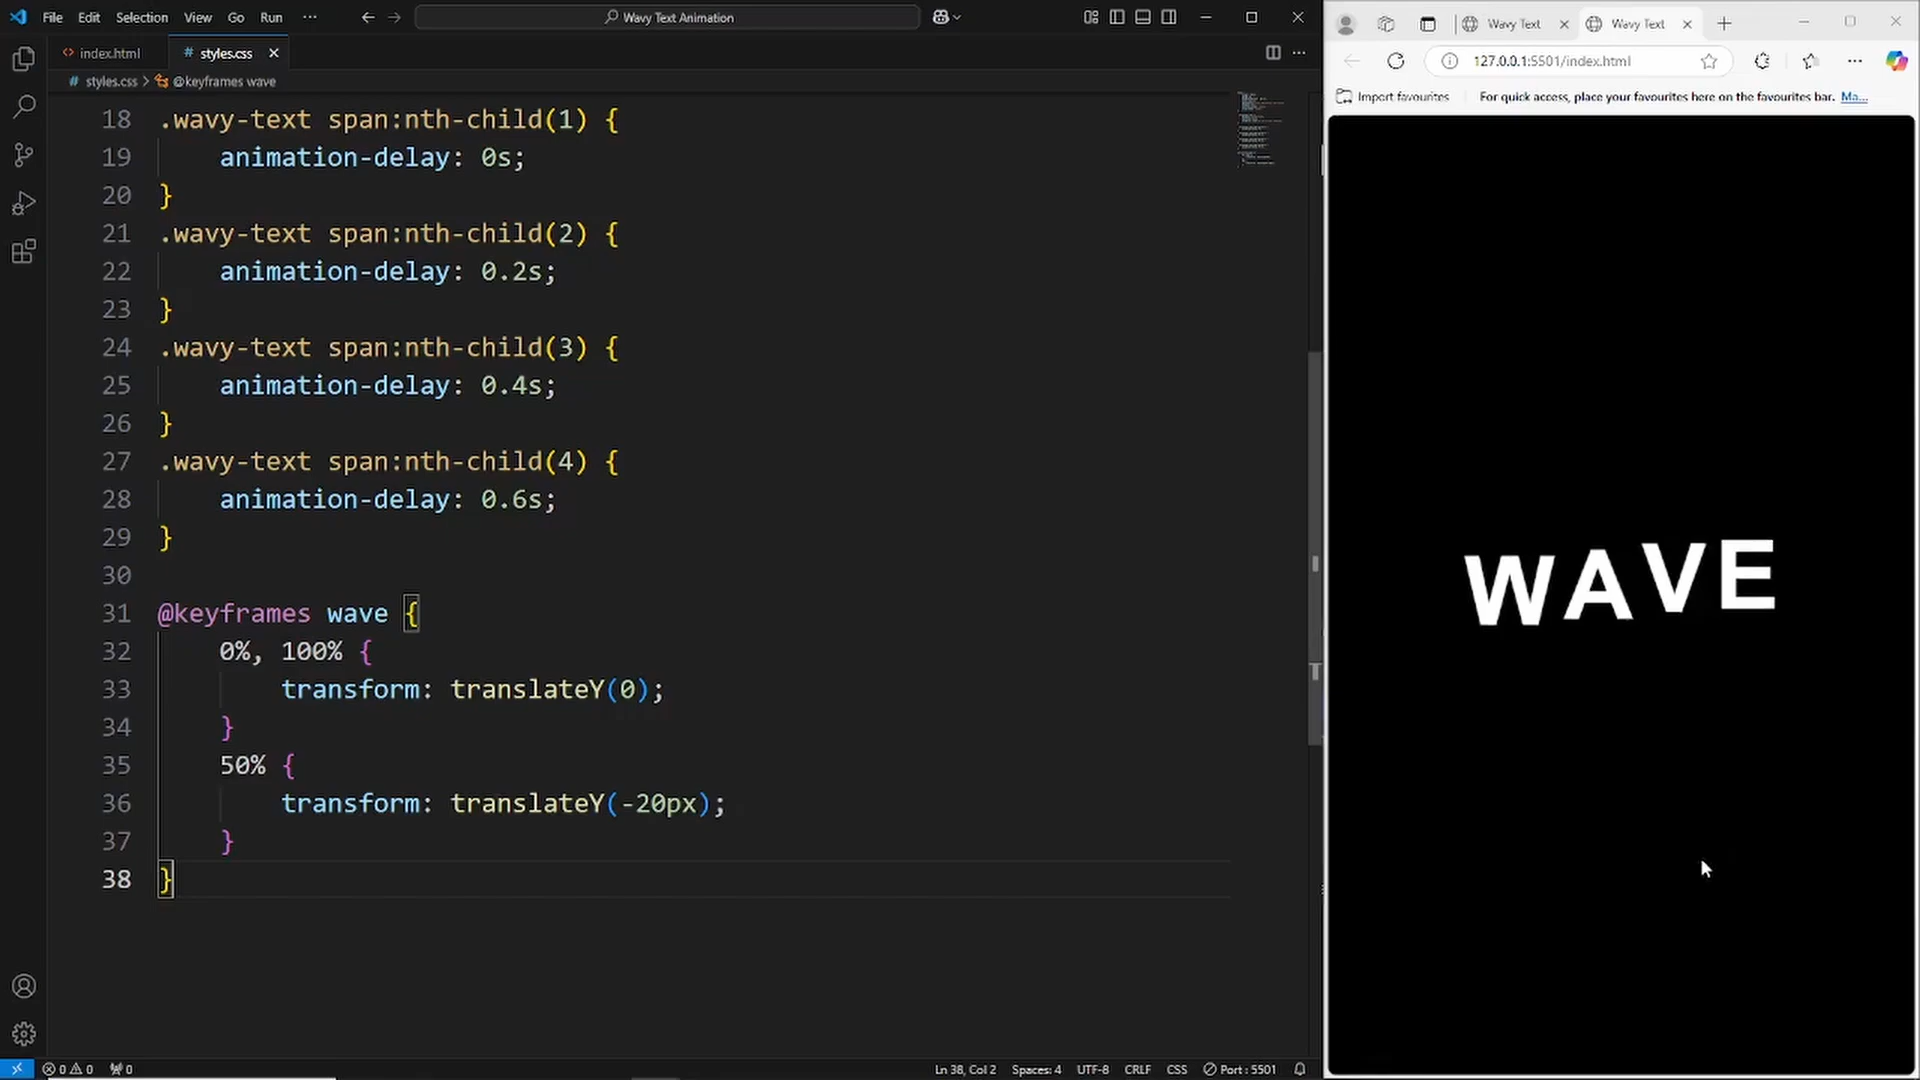 File Edit Selection View Go Run ··· Wavy Text Animation
index.html styles.css
styles.css > @keyframes wave
18 .wavy-text span:nth-child(1) {
19 animation-delay: 0s;
20 }
21 .wavy-text span:nth-child(2) {
22 animation-delay: 0.2s;
23 }
24 .wavy-text span:nth-child(3) {
25 animation-delay: 0.4s;
26 }
27 .wavy-text span:nth-child(4) {
28 animation-delay: 0.6s;
29 }
30
31 @keyframes wave {
32 0%, 100% {
33 transform: translateY(0);
34 }
35 50% {
36 transform: translateY(-20px);
37 }
38 }
0 0 0 Ln 38, Col 2 Spaces: 4 UTF-8 CRLF CSS Port : 5501
Wavy Text Wavy Text
127.0.0.1:5501/index.html
Import favourites For quick access, place your favourites here on the favourites bar. Ma...
WAVE